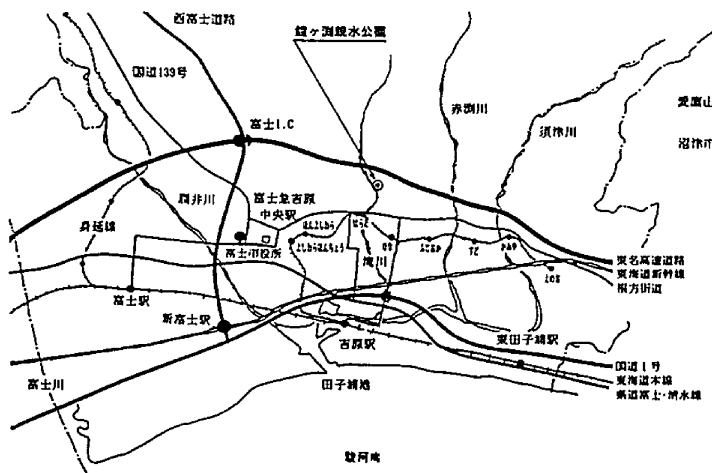 西富士道路
鎧ヶ淵親水公園
国道139号
赤渕川
須津川
愛鷹山
沼津市
富士I.C
潤井川
富士急吉原
中央駅
身延線
富士市役所
滝川
東名高速道路
東海道新幹線
根方街道
富士駅
新富士駅
吉原駅
東田子浦駅
富士川
田子浦港
国道1号
東海道本線
県道富士・清水線
駿河湾